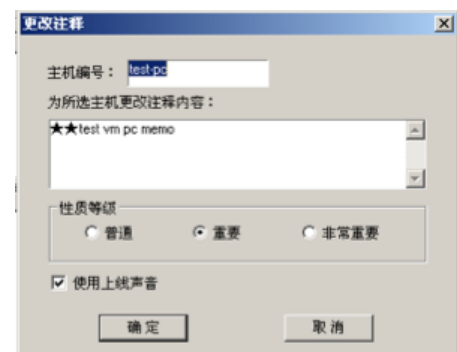 更改注释
主机编号： test-pc
为所选主机更改注释内容：
★★test vm pc memo
性质等级
普通 重要 非常重要
使用上线声音
确定 取消